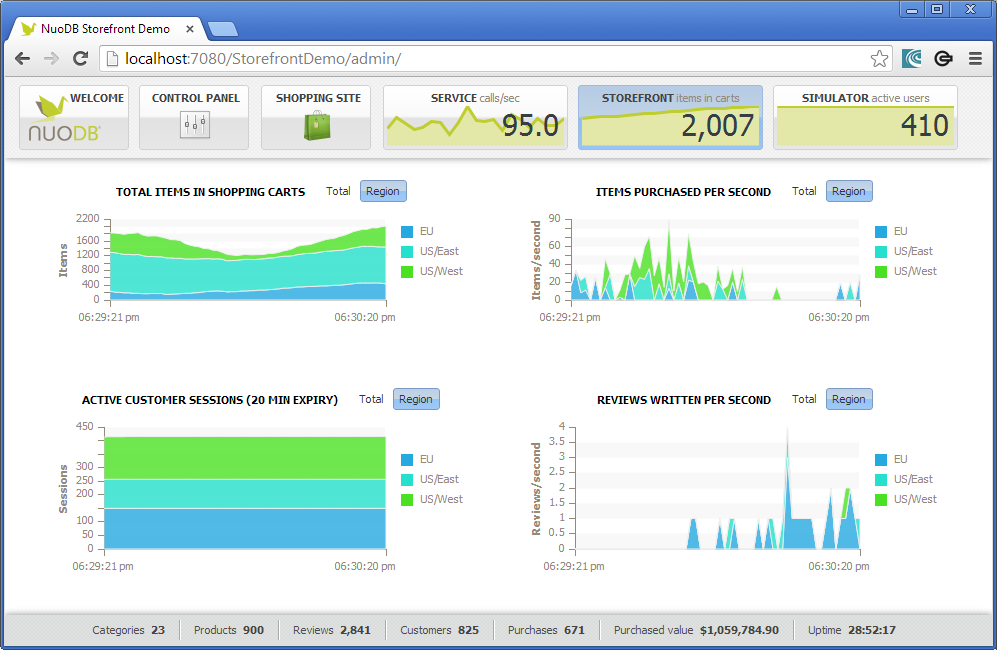 NuoDB Storefront Demo
localhost:7080/StorefrontDemo/admin/
WELCOME
NUODB
CONTROL PANEL
SHOPPING SITE
SERVICE calls/sec
95.0
STOREFRONT items in carts
2,007
SIMULATOR active users
410
TOTAL ITEMS IN SHOPPING CARTS Total Region
Items
2200
1600
1200
800
400
0
06:29:21 pm 06:30:20 pm
EU
US/East
US/West
ITEMS PURCHASED PER SECOND Total Region
Items/second
90
60
40
20
0
06:29:21 pm 06:30:20 pm
EU
US/East
US/West
ACTIVE CUSTOMER SESSIONS (20 MIN EXPIRY) Total Region
Sessions
450
300
250
200
100
50
0
06:29:21 pm 06:30:20 pm
EU
US/East
US/West
REVIEWS WRITTEN PER SECOND Total Region
Reviews/second
4
3.5
3
2.5
2
1.5
1
0.5
0
06:29:21 pm 06:30:20 pm
EU
US/East
US/West
Categories 23 Products 900 Reviews 2,841 Customers 825 Purchases 671 Purchased value $1,059,784.90 Uptime 28:52:17